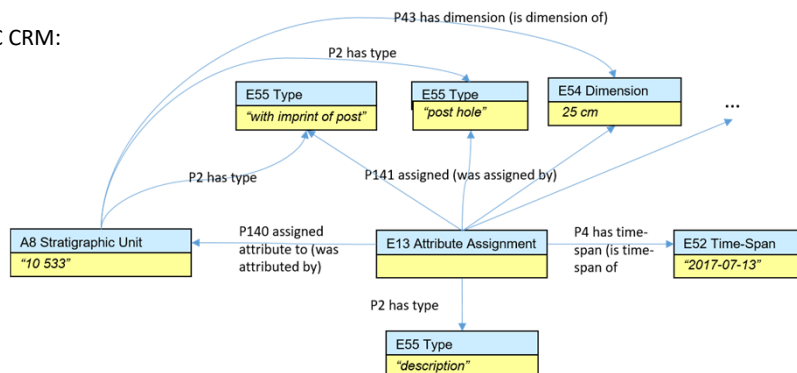 C CRM:
P43 has dimension (is dimension of)
P2 has type
E55 Type
"with imprint of post"
E55 Type
"post hole"
E54 Dimension
25 cm
...
P2 has type
P141 assigned (was assigned by)
A8 Stratigraphic Unit
"10 533"
P140 assigned
attribute to (was
attributed by)
E13 Attribute Assignment
P4 has time-
span (is time-
span of
E52 Time-Span
"2017-07-13"
P2 has type
E55 Type
"description"